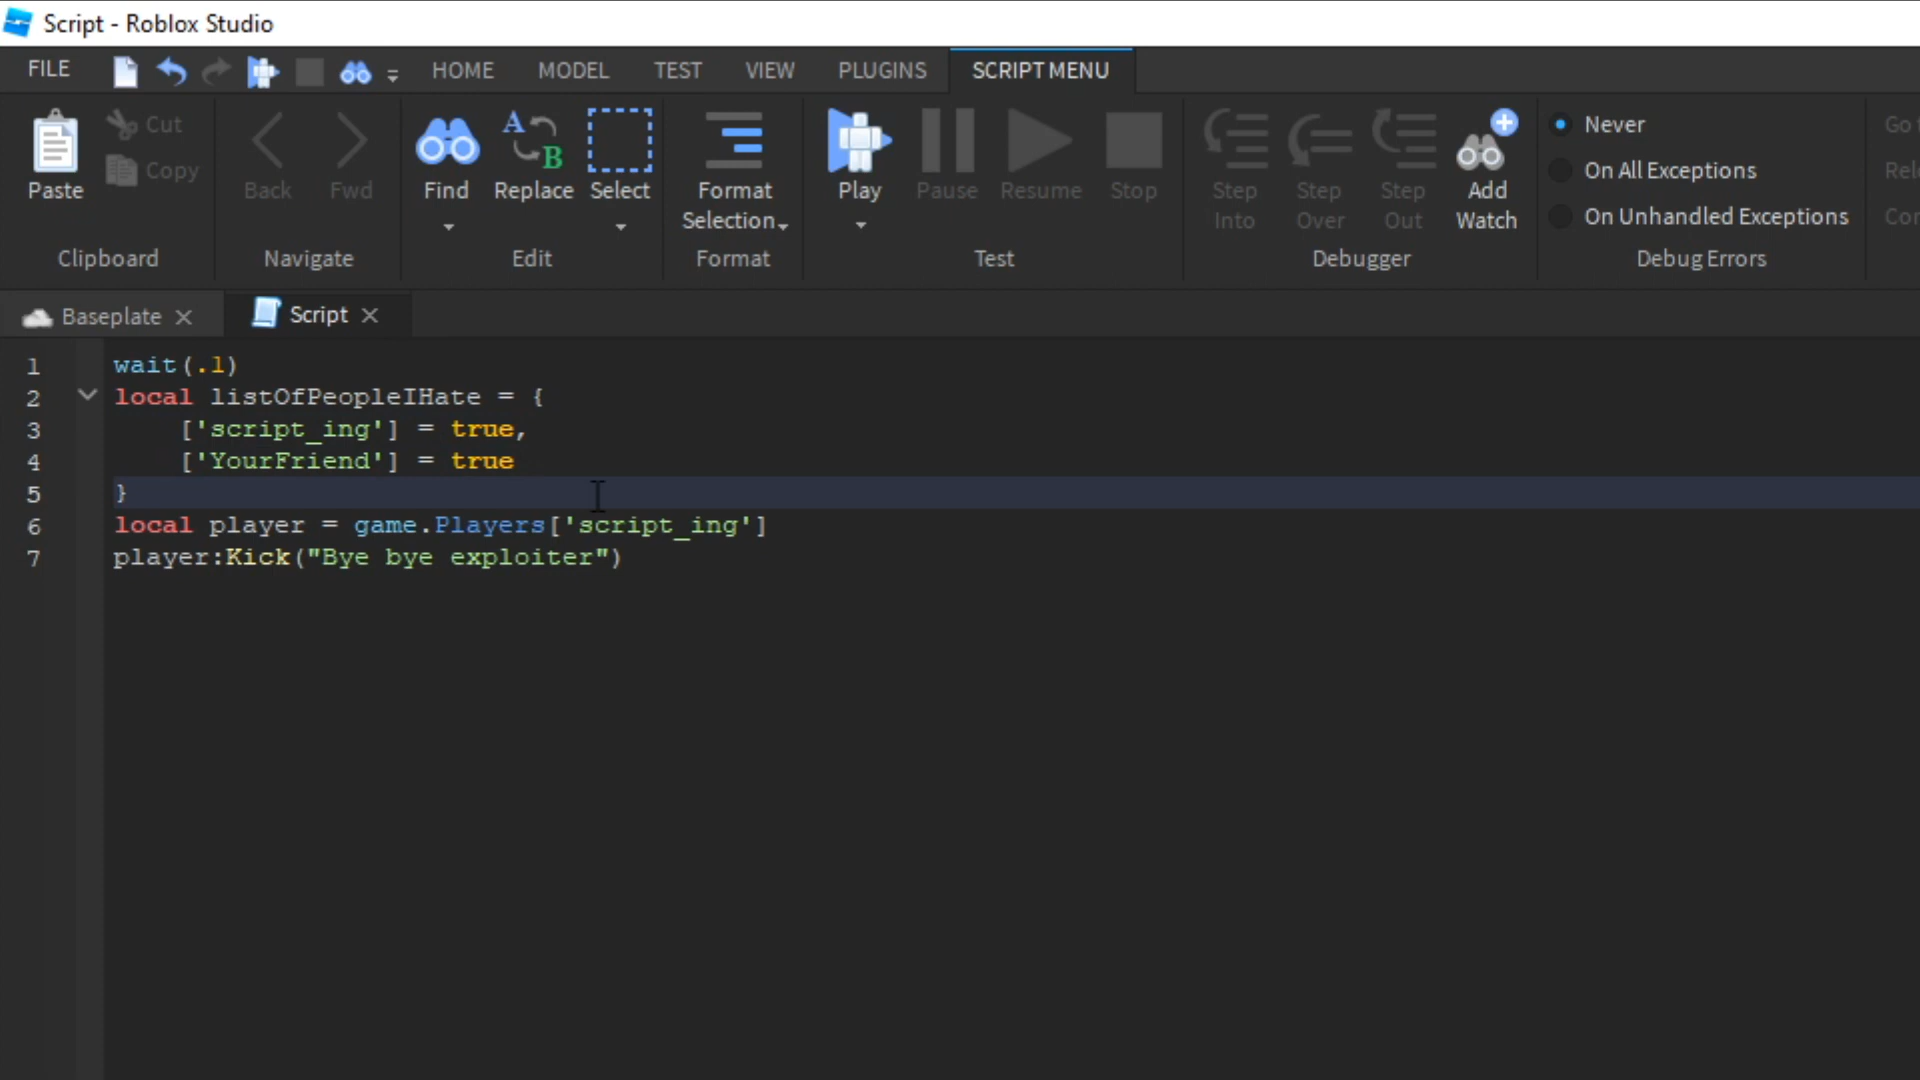 Script - Roblox Studio
FILE HOME MODEL TEST VIEW PLUGINS SCRIPT MENU
Paste Cut Copy Clipboard
Back Fwd Navigate
Find Replace Select Edit
Format Selection Format
Play Pause Resume Stop Test
Step Into Step Over Step Out Add Watch Debugger
Never
On All Exceptions
On Unhandled Exceptions
Debug Errors
Go
Baseplate Script
1 wait(.1)
2 local listOfPeopleIHate = {
3 ['script_ing'] = true,
4 ['YourFriend'] = true
5 }
6 local player = game.Players['script_ing']
7 player:Kick("Bye bye exploiter")